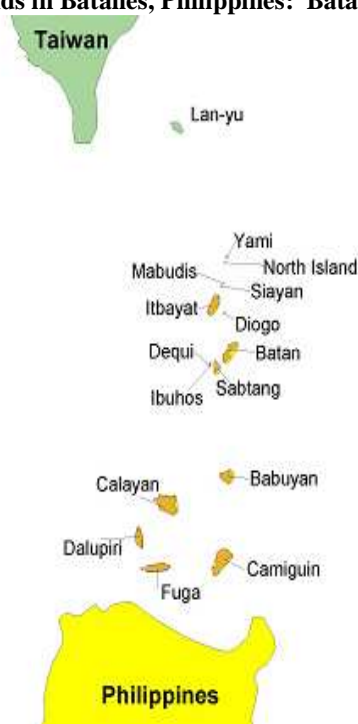 ds in Batanes, Philippines: Bata
Taiwan
Lan-yu
Yami
North Island
Mabudis
Siayan
Itbayat
Diogo
Dequi
Batan
Sabtang
Ibuhos
Babuyan
Calayan
Dalupiri
Camiguin
Fuga
Philippines